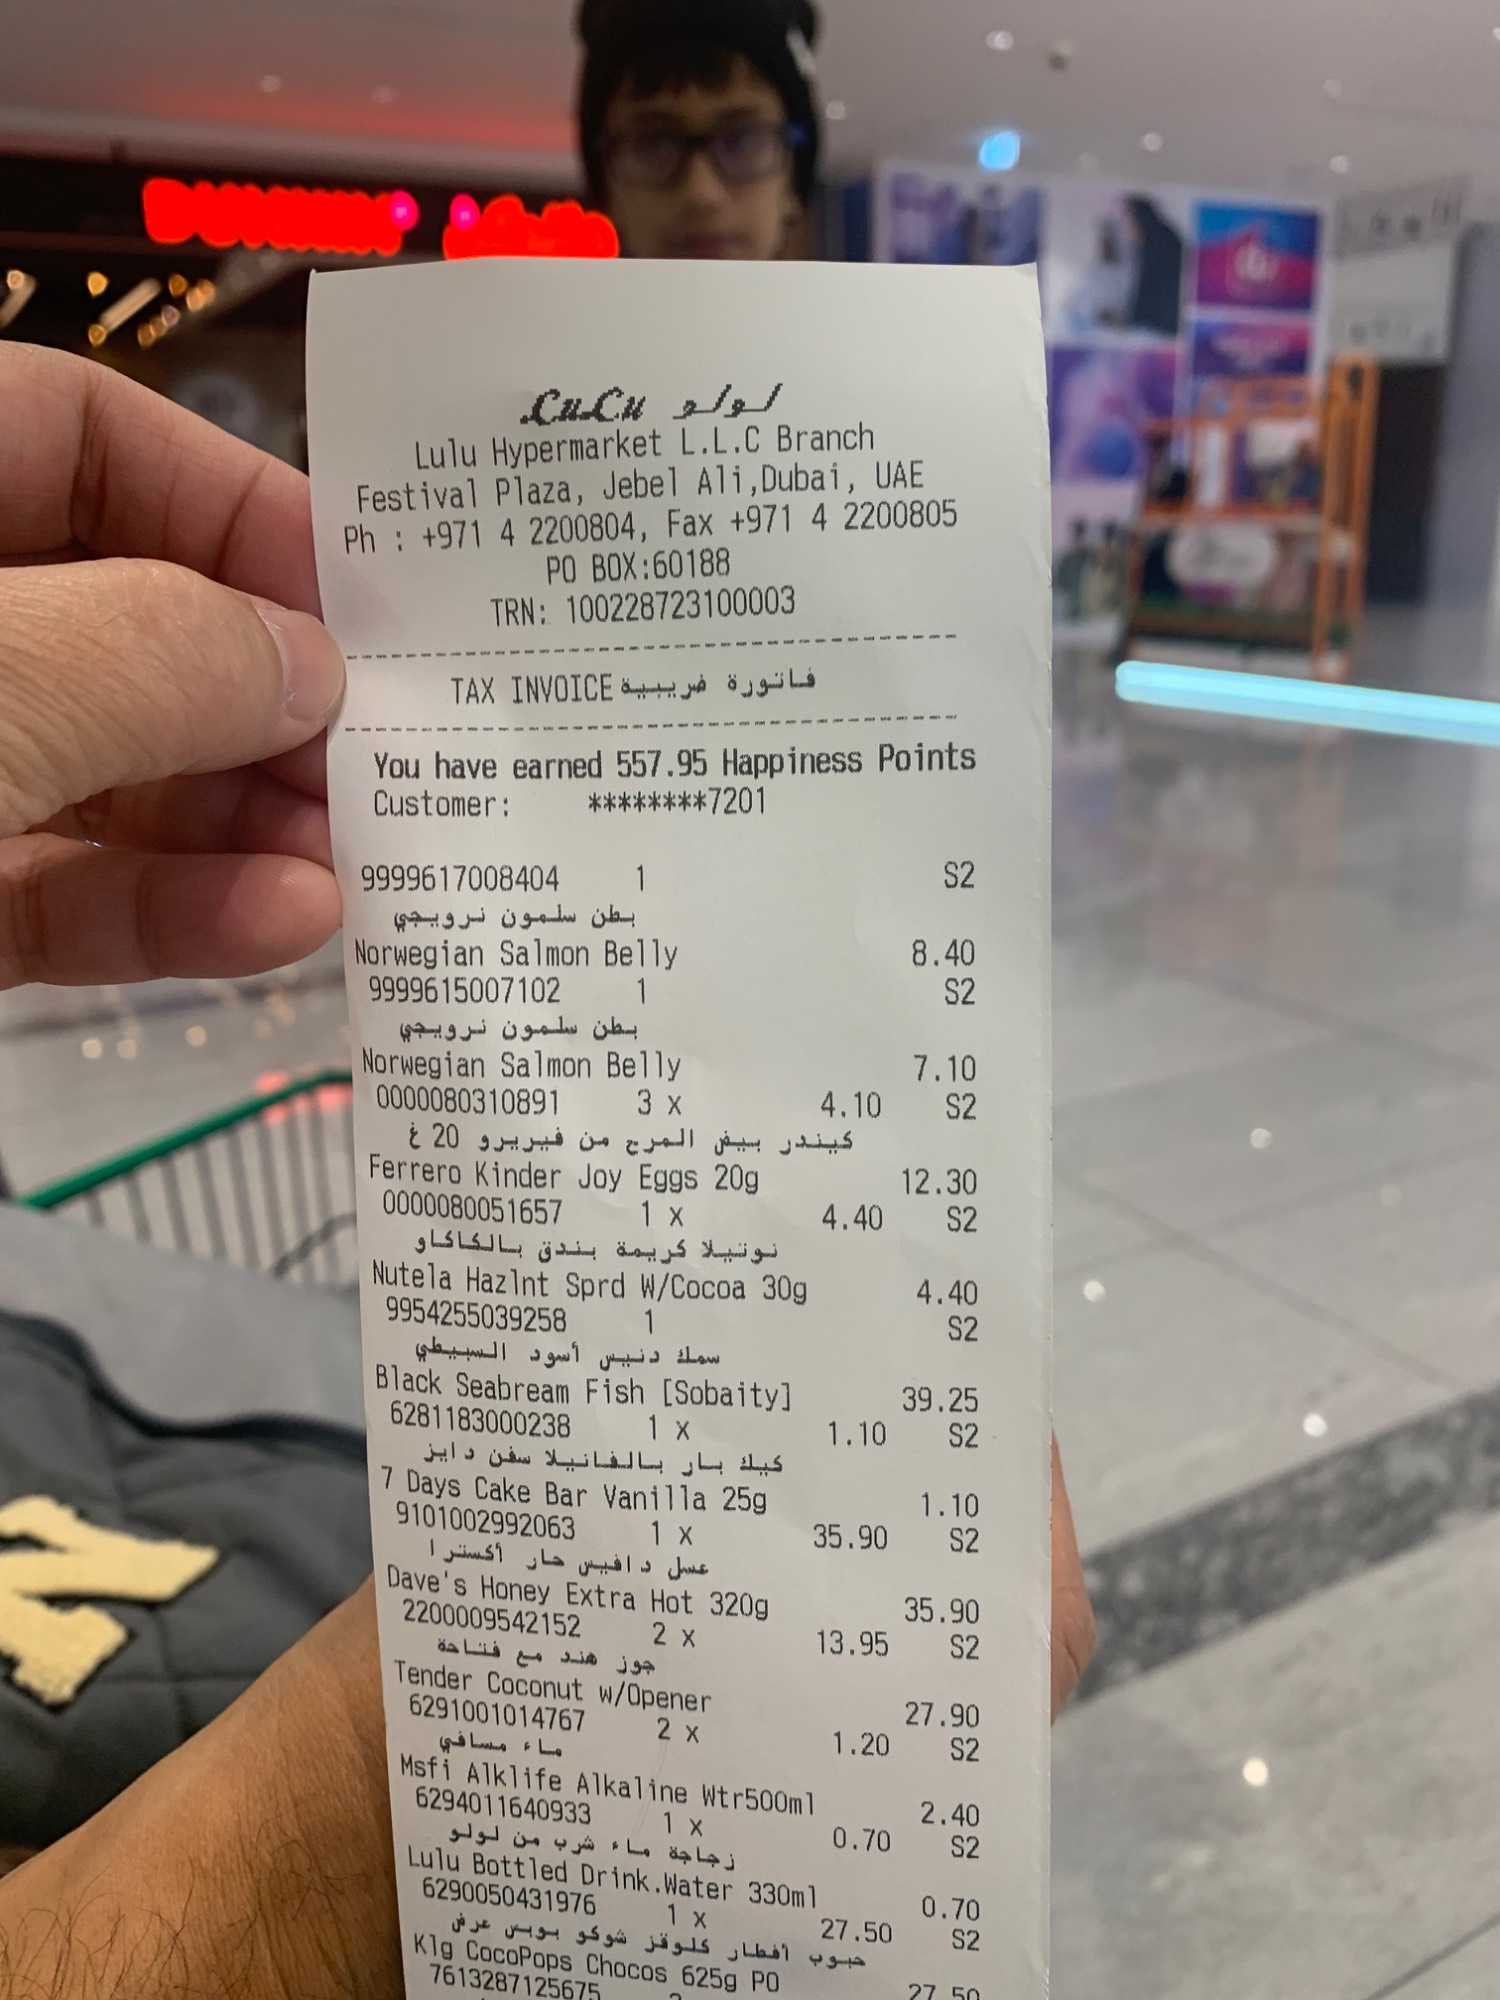 LuLu لولو
Lulu Hypermarket L.L.C Branch
Festival Plaza, Jebel Ali,Dubai, UAE
Ph : +971 4 2200804, Fax +971 4 2200805
PO BOX:60188
TRN: 100228723100003
TAX INVOICE فاتورة ضريبية
You have earned 557.95 Happiness Points
Customer: ********7201
9999617008404 1 S2
بطن سلمون نرويجي
Norwegian Salmon Belly 8.40
9999615007102 1 S2
بطن سلمون نرويجي
Norwegian Salmon Belly 7.10
0000080310891 3 x 4.10 S2
كيندر بيض المرح من فيريرو 20 غ
Ferrero Kinder Joy Eggs 20g 12.30
0000080051657 1 x 4.40 S2
نوتيلا كريمة بندق بالكاكاو
Nutela Hazlnt Sprd W/Cocoa 30g 4.40
9954255039258 1 S2
سمك دنيس أسود السبيطي
Black Seabream Fish [Sobaity] 39.25
6281183000238 1 x 1.10 S2
كيك بار بالفانيلا سفن دايز
7 Days Cake Bar Vanilla 25g 1.10
9101002992063 1 x 35.90 S2
عسل دافيس حار أكسترا
Dave's Honey Extra Hot 320g 35.90
2200009542152 2 x 13.95 S2
جوز هند مع فتاحة
Tender Coconut w/Opener 27.90
6291001014767 2 x 1.20 S2
ماء مسافي
Msfi Alklife Alkaline Wtr500ml 2.40
6294011640933 1 x 0.70 S2
زجاجة ماء شرب من لولو
Lulu Bottled Drink.Water 330ml 0.70
6290050431976 1 x 27.50 S2
حبوب أفطار كلوقز شوكو بوبس عرض
Klg CocoPops Chocos 625g PO 27.50
7613287125675